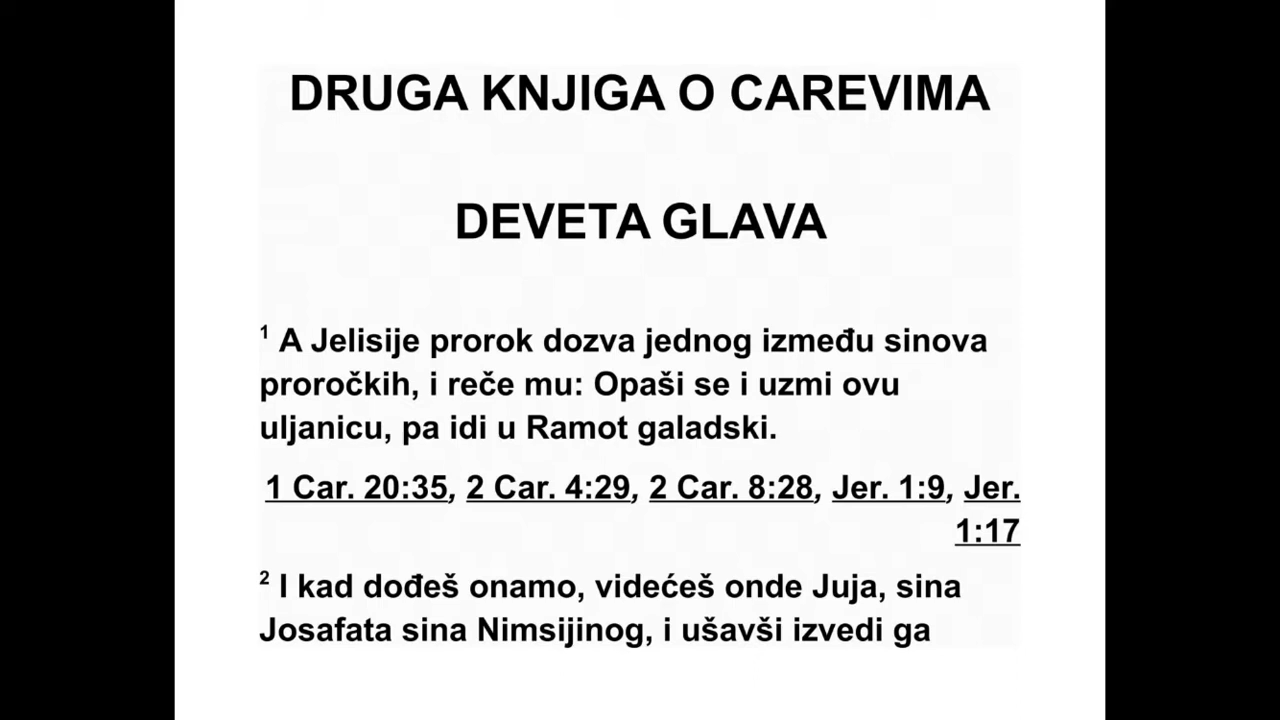 DRUGA KNJIGA O CAREVIMA
DEVETA GLAVA
1 A Jelisije prorok dozva jednog između sinova
proročkih, i reče mu: Opaši se i uzmi ovu
uljanicu, pa idi u Ramot galadski.
1 Car. 20:35, 2 Car. 4:29, 2 Car. 8:28, Jer. 1:9, Jer.
1:17
2 I kad dođeš onamo, videćeš onde Juja, sina
Josafata sina Nimsijinog, i ušavši izvedi ga